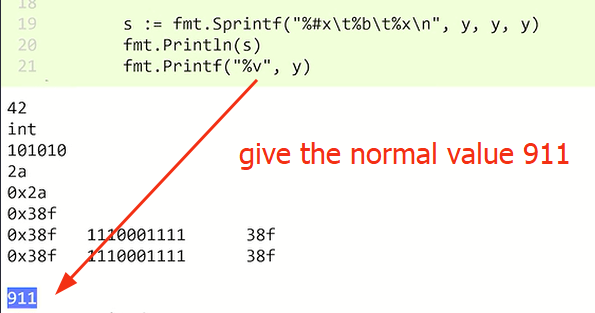 18
19 s := fmt.Sprintf("%#x\t%b\t%x\n", y, y, y)
20 fmt.Println(s)
21 fmt.Printf("%v", y)
42
int
101010
2a
give the normal value 911
0x2a
0x38f
0x38f 1110001111 38f
0x38f 1110001111 38f
911